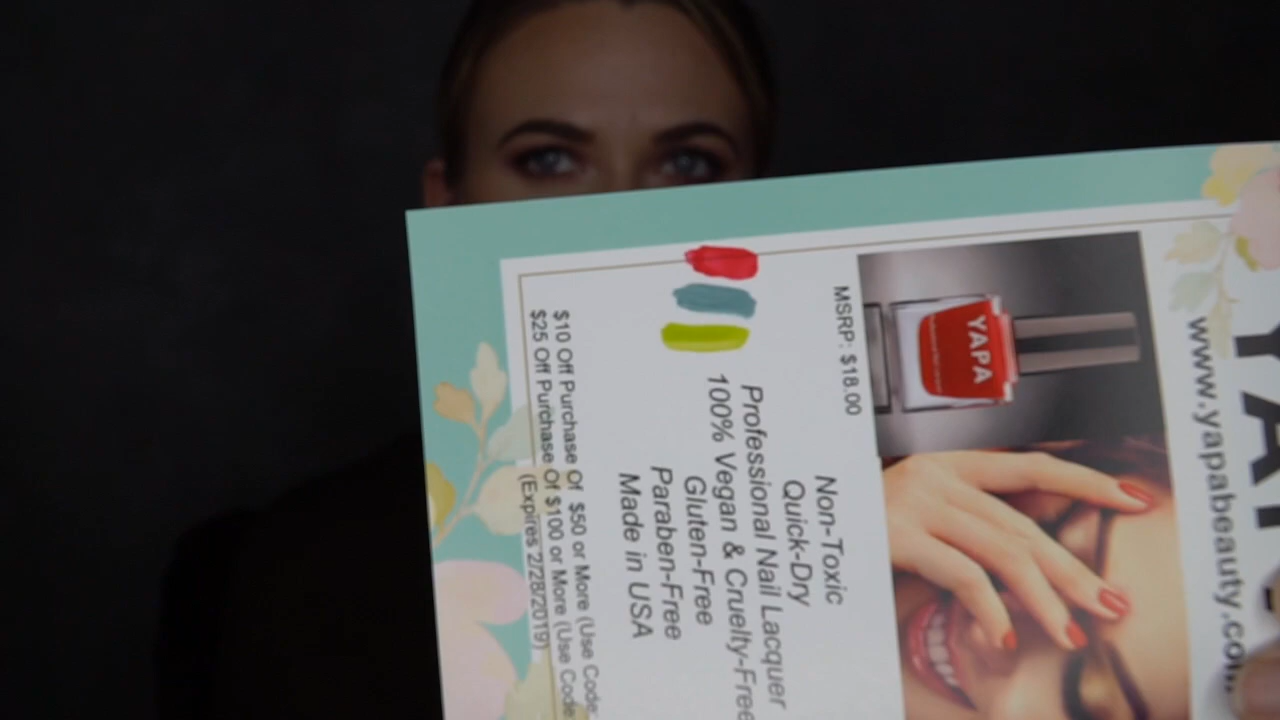 YAPA
www.yapabeauty.com
YAPA
MSRP: $18.00
Non-Toxic
Quick-Dry
Professional Nail Lacquer
100% Vegan & Cruelty-Free
Gluten-Free
Paraben-Free
Made in USA
$10 Off Purchase Of $50 or More (Use Code:
$25 Off Purchase Of $100 or More (Use Code:
(Expires 2/28/2019)